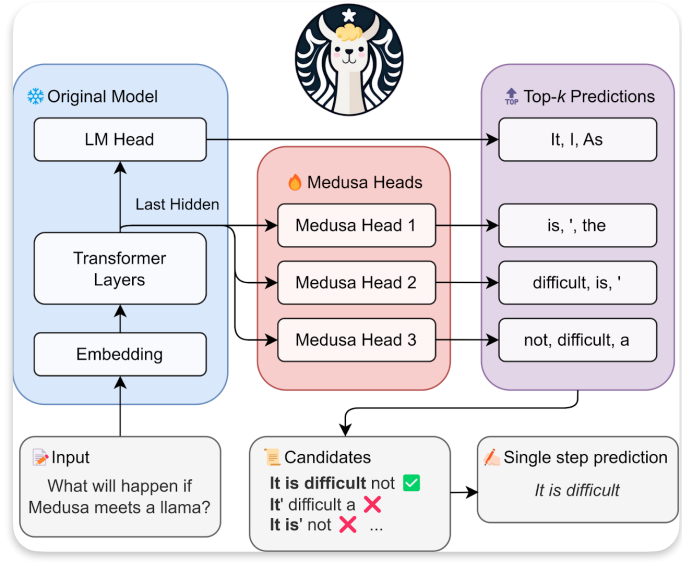 Original Model
TOP
Top-k Predictions
LM Head
It, I, As
Medusa Heads
Last Hidden
Medusa Head 1
is, ', the
Transformer
Layers
Medusa Head 2
difficult, is, '
Medusa Head 3
not, difficult, a
Embedding
Input
What will happen if
Medusa meets a llama?
Candidates
It is difficult not
It' difficult a
It is' not ...
Single step prediction
It is difficult